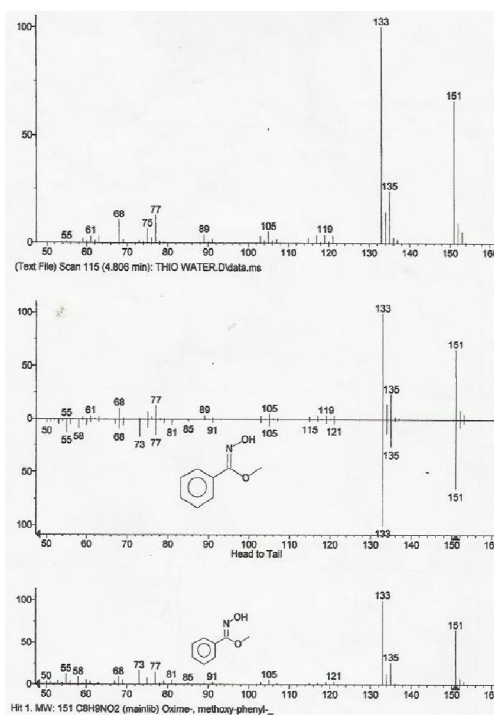 100
133
151
50
135
55 61 68 75 77 89 105 119
0
50 60 70 80 90 100 110 120 130 140 150 160
(Text File) Scan 115 (4.806 min): THIO WATER.D\data.ms
100
133
151
50
135
55 61 68 77 89 105 119
0
50 55 58 68 73 77 81 85 91 105 115 121
135
50
N OH
O
151
100
133
50 60 70 80 90 100 110 120 130 140 150 160
Head to Tail
100
133
N OH
O
151
50
135
50 55 58 68 73 77 81 85 91 105 121
0
50 60 70 80 90 100 110 120 130 140 150 160
Hit 1. MW: 151 C8H9NO2 (mainlib) Oxime-, methoxy-phenyl-_